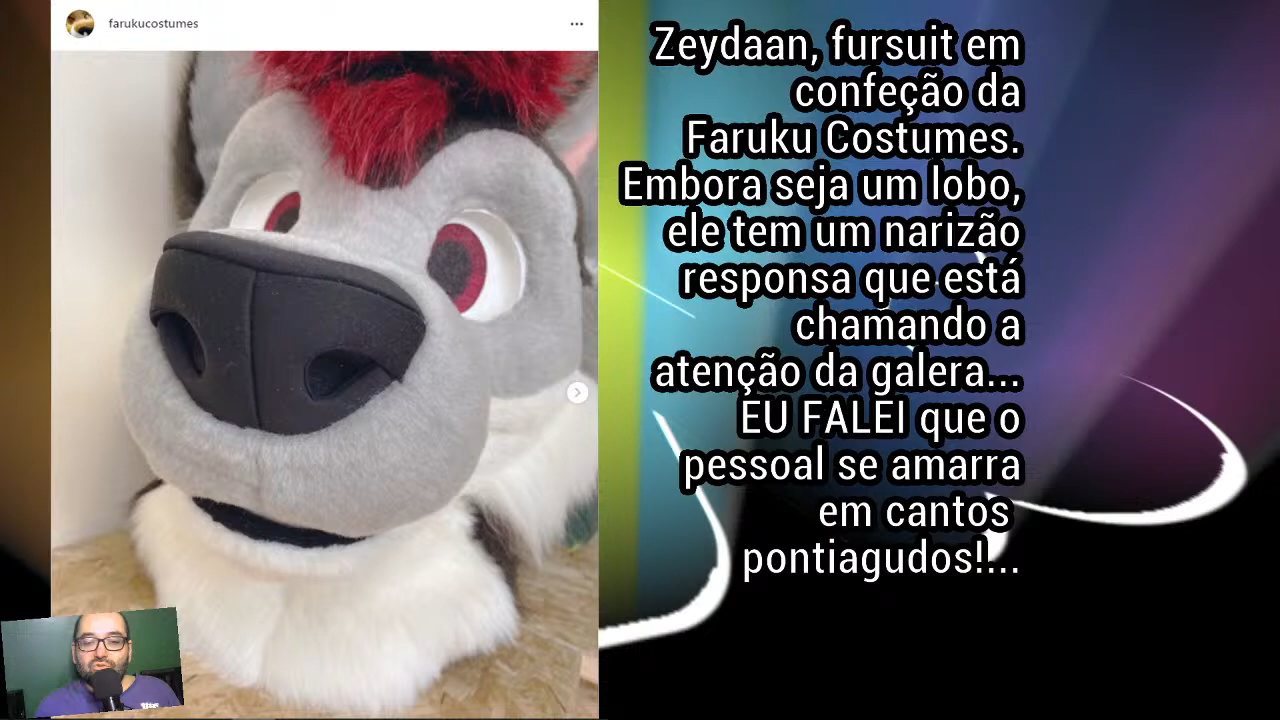 farukucostumes
Zeydaan, fursuit em
confeção da
Faruku Costumes.
Embora seja um lobo,
ele tem um narizão
responsa que está
chamando a
atenção da galera...
EU FALEI que o
pessoal se amarra
em cantos
pontiagudos!...